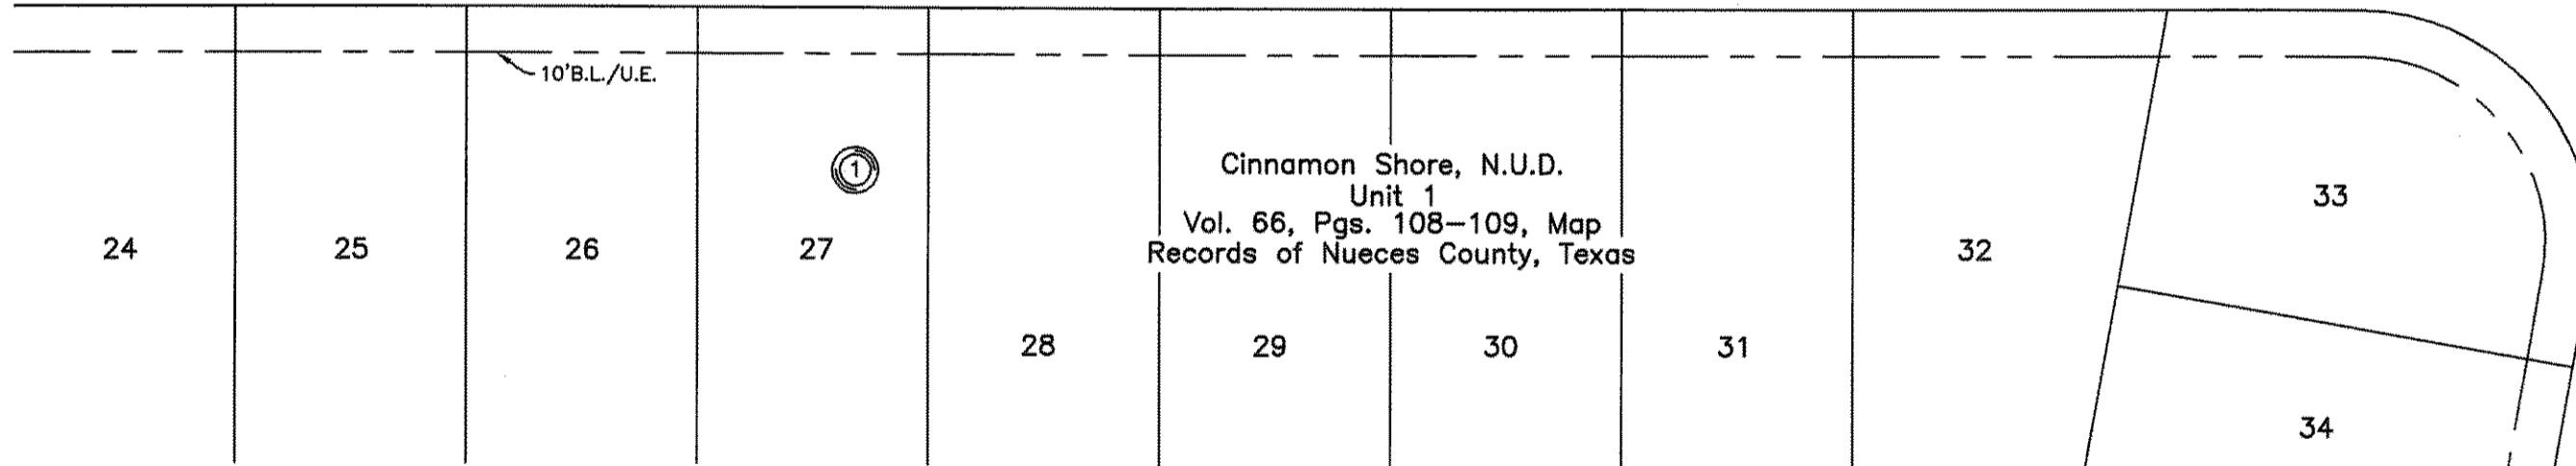 10'B.L./U.E.
1
Cinnamon Shore, N.U.D.
Unit 1
Vol. 66, Pgs. 108-109, Map
Records of Nueces County, Texas
24
25
26
27
28
29
30
31
32
33
34